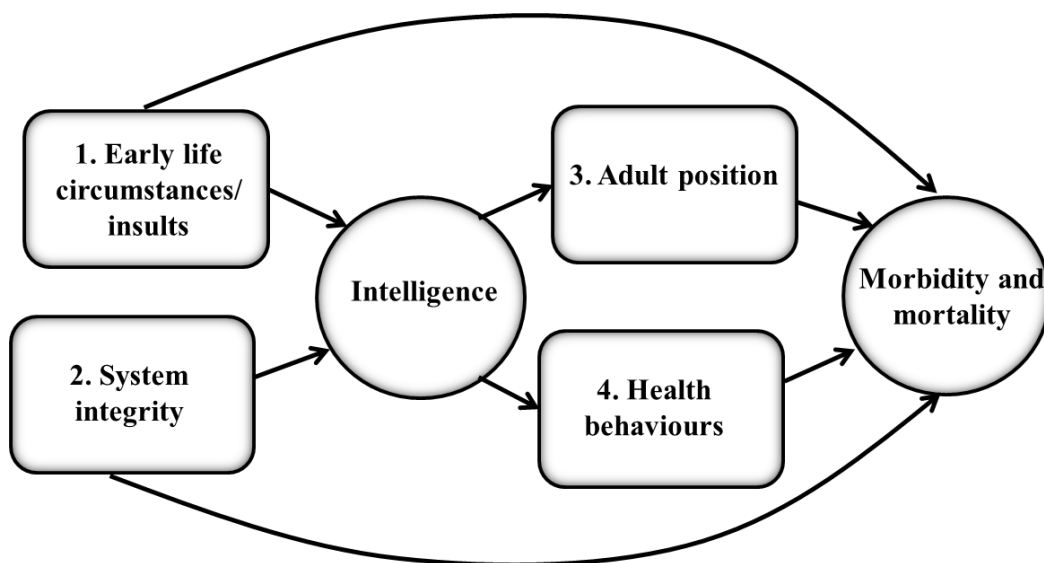 1. Early life
circumstances/
insults
3. Adult position
Intelligence
Morbidity and
mortality
2. System
integrity
4. Health
behaviours